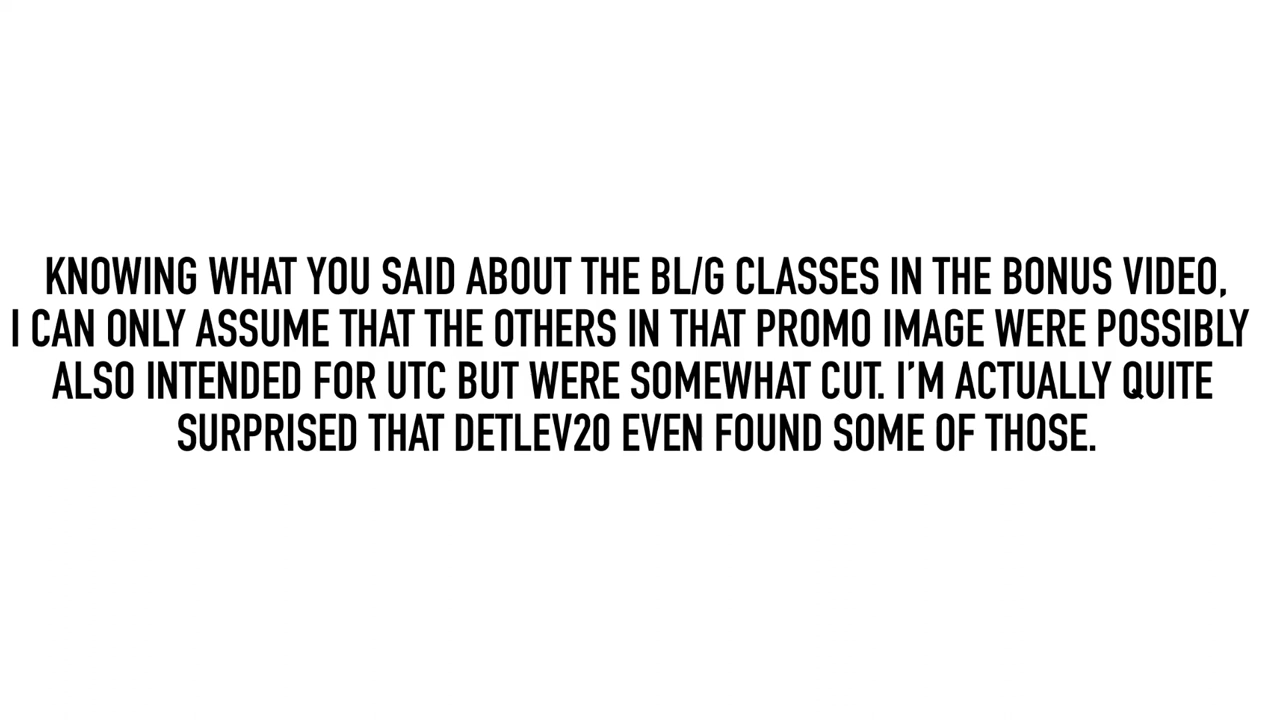 KNOWING WHAT YOU SAID ABOUT THE BL/G CLASSES IN THE BONUS VIDEO,
I CAN ONLY ASSUME THAT THE OTHERS IN THAT PROMO IMAGE WERE POSSIBLY
ALSO INTENDED FOR UTC BUT WERE SOMEWHAT CUT. I’M ACTUALLY QUITE
SURPRISED THAT DETLEV20 EVEN FOUND SOME OF THOSE.